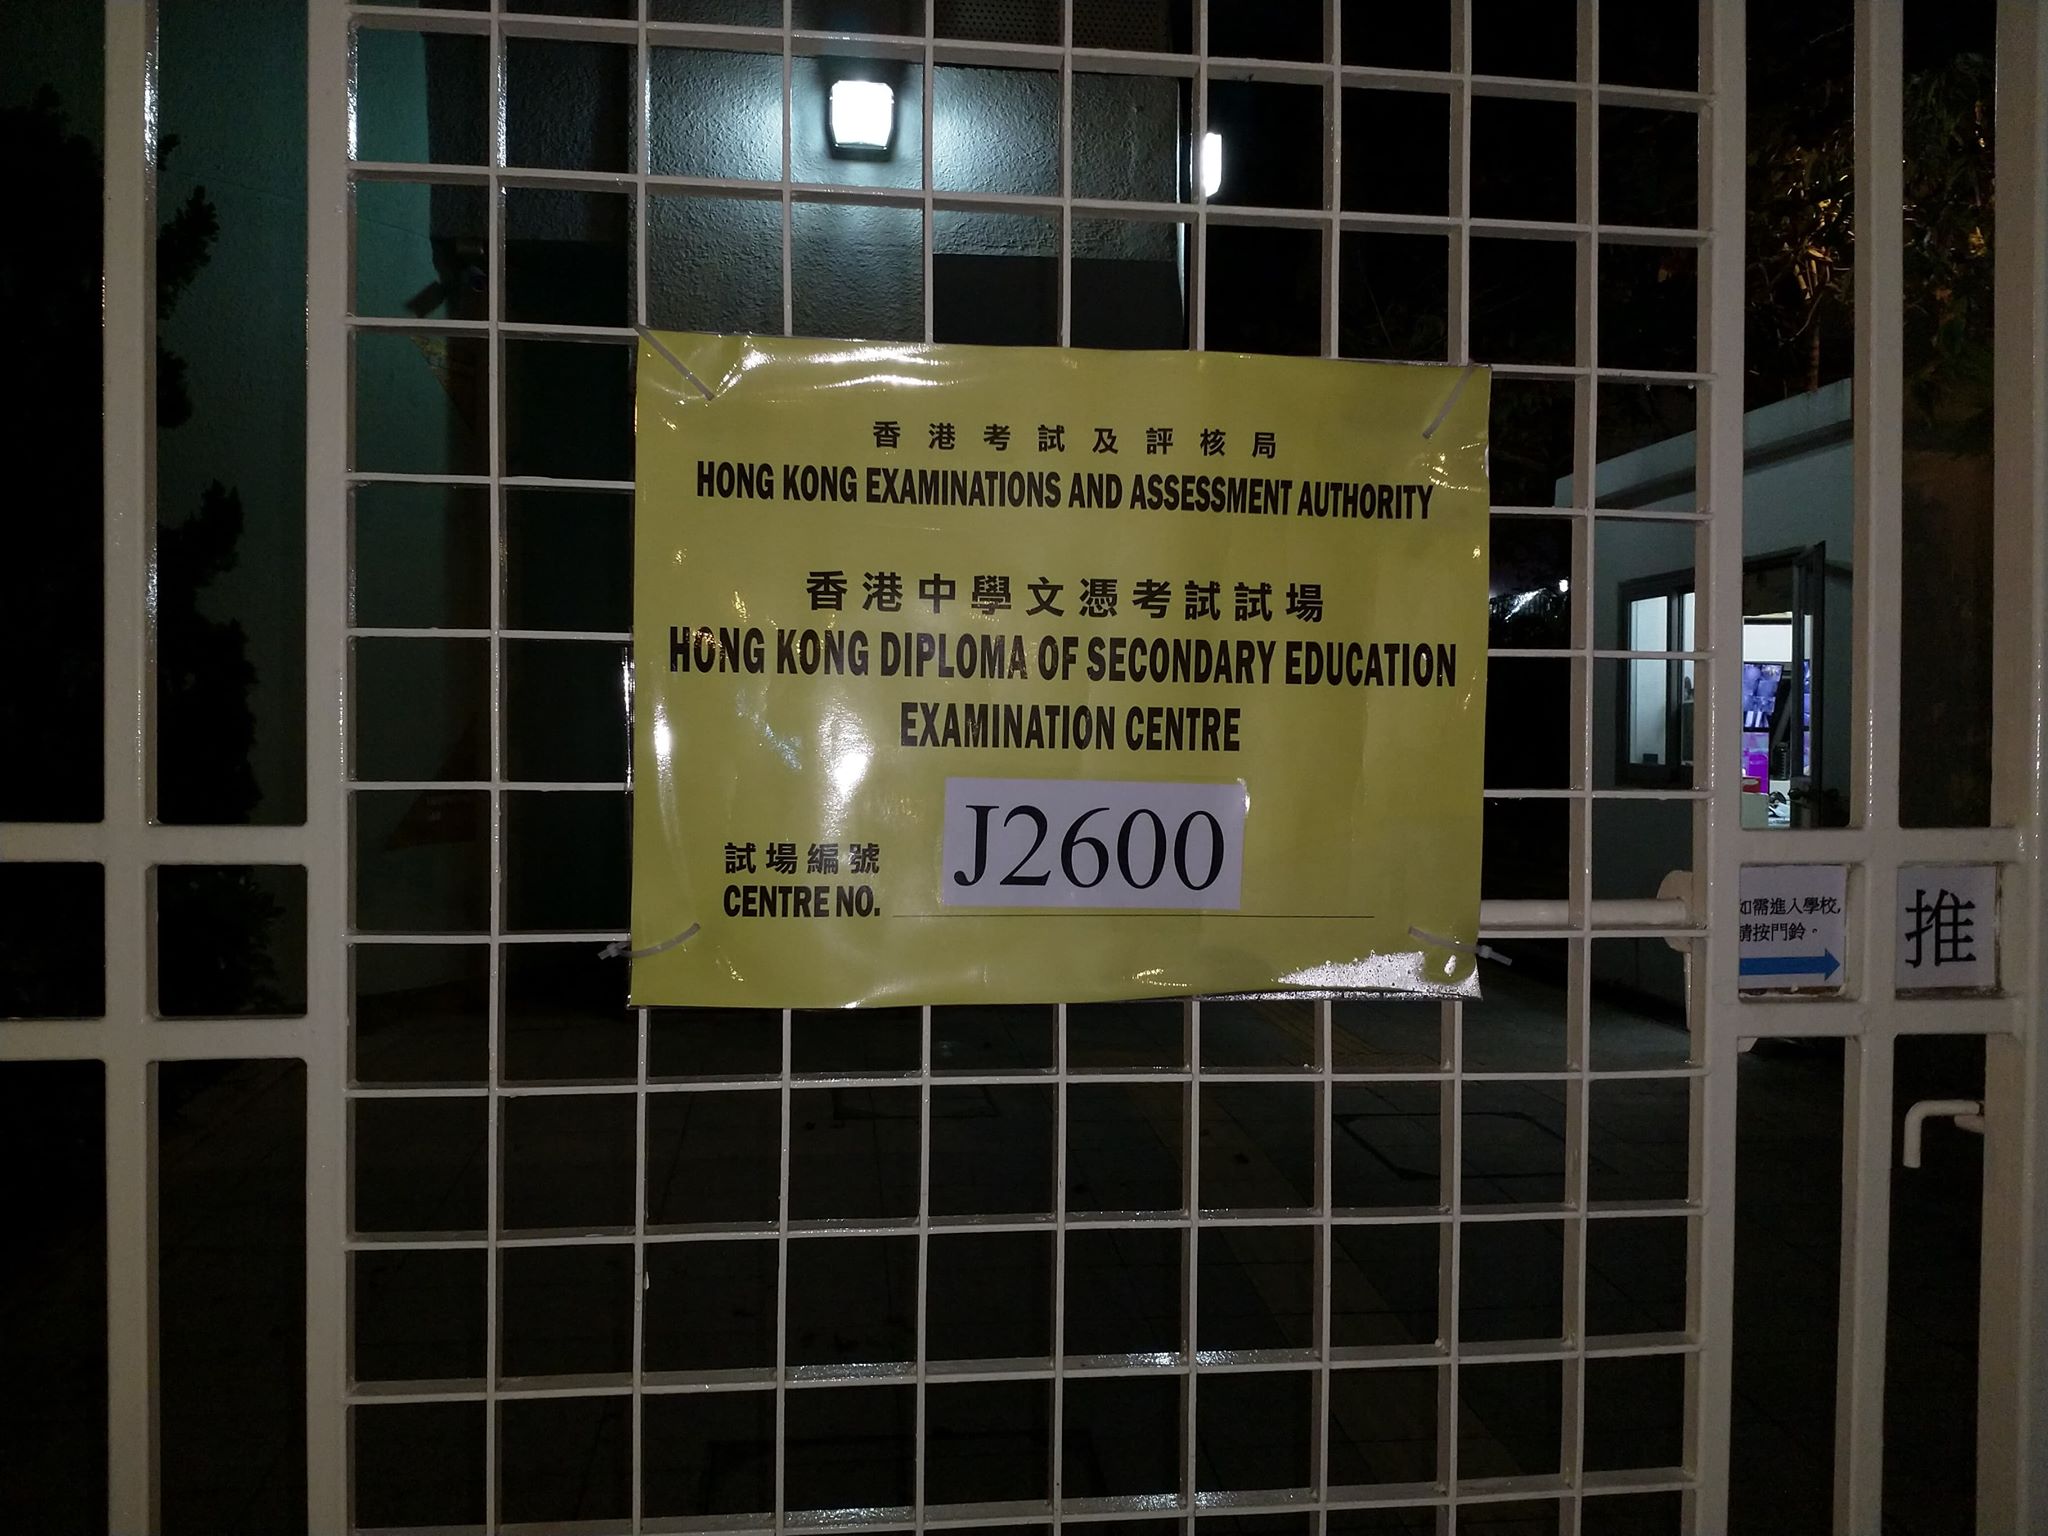 香港考試及評核局
HONG KONG EXAMINATIONS AND ASSESSMENT AUTHORITY
香港中學文憑考試試場
HONG KONG DIPLOMA OF SECONDARY EDUCATION
EXAMINATION CENTRE
J2600
試場編號
CENTRE NO.
如需進入學校,
請按門鈴。
推